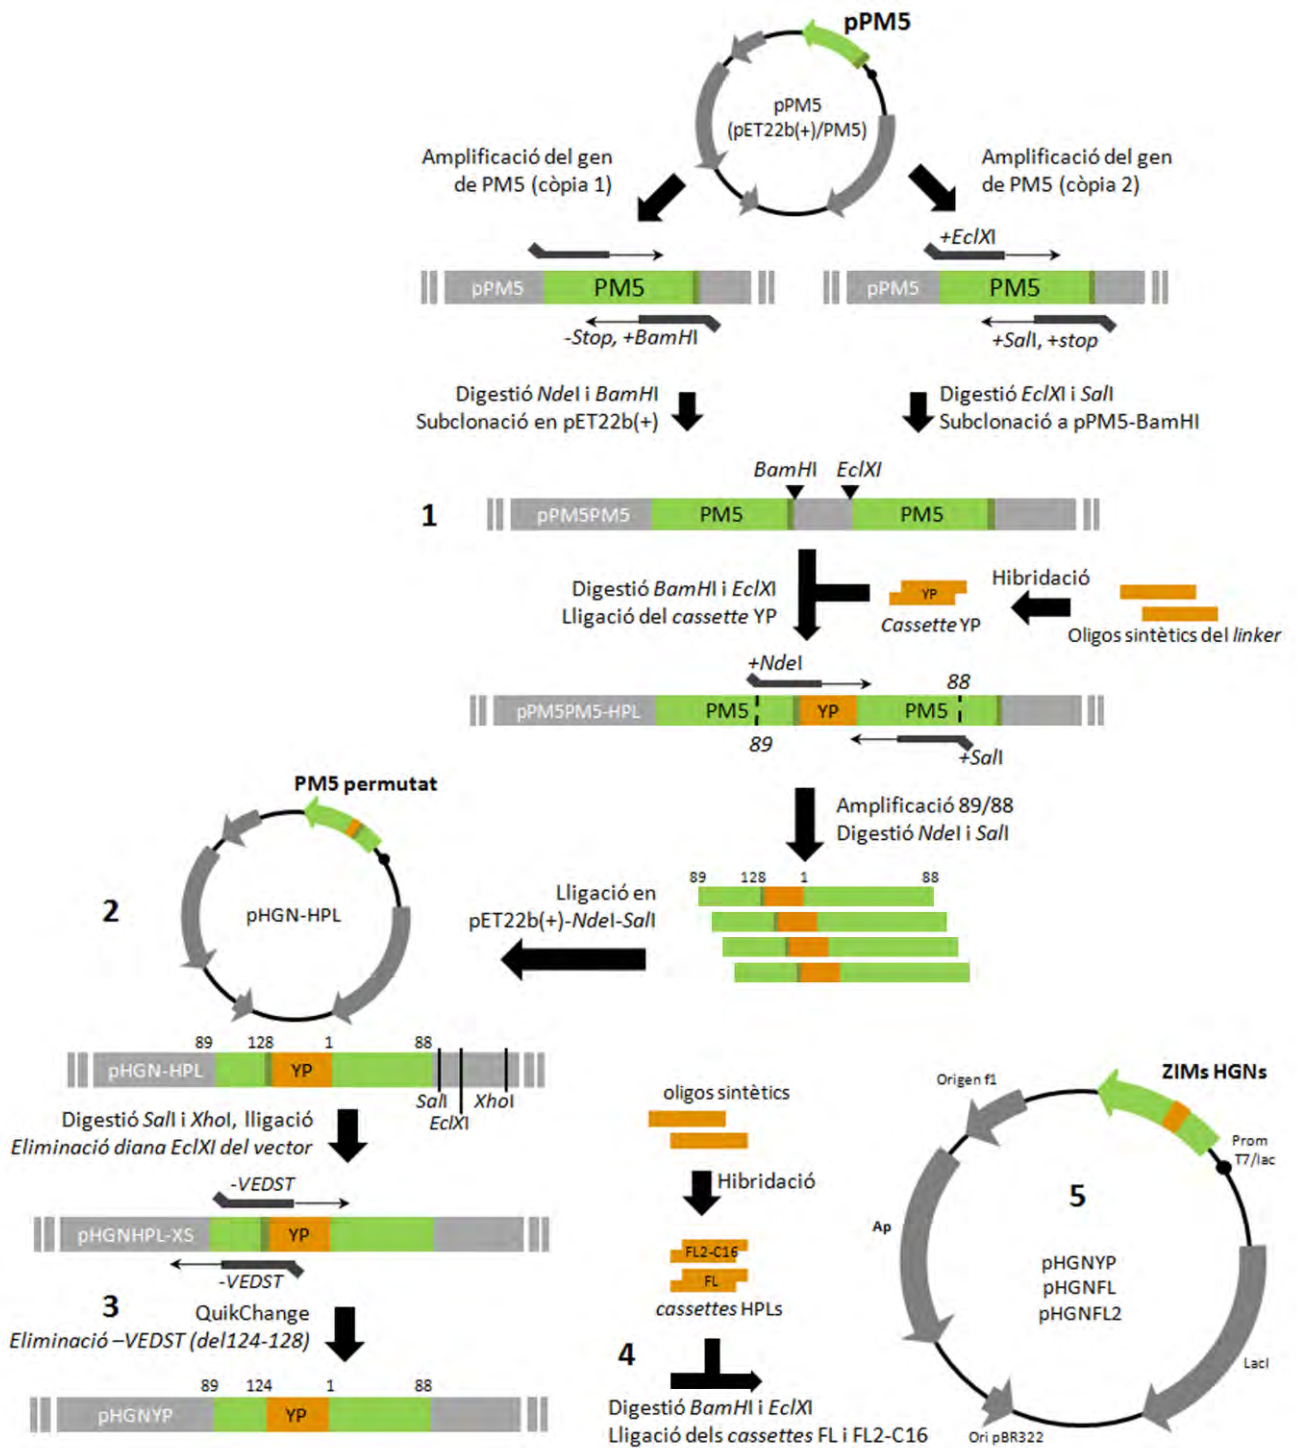 pPM5
pPM5
(pET22b(+)/PM5)
Amplificació del gen
de PM5 (còpia 1)
Amplificació del gen
de PM5 (còpia 2)
+EclXI
pPM5
PM5
pPM5
PM5
-Stop, +BamHI
+SalI, +stop
Digestió NdeI i BamHI
Subclonació en pET22b(+)
Digestió EclXI i SalI
Subclonació a pPM5-BamHI
BamHI
EclXI
1
pPM5PM5
PM5
PM5
Digestió BamHI i EclXI
Lligació del cassette YP
YP
Cassette YP
Hibridació
Oligos sintètics del linker
+NdeI
88
pPM5PM5-HPL
PM5
YP
PM5
89
+SalI
Amplificació 89/88
Digestió NdeI i SalI
PM5 permutat
2
pHGN-HPL
Lligació en
pET22b(+)-NdeI-SalI
89
128
1
88
89
128
1
88
pHGN-HPL
YP
SalI
EclXI
XhoI
Digestió SalI i XhoI, lligació
Eliminació diana EclXI del vector
-VEDST
pHGNHPL-XS
YP
-VEDST
3
QuikChange
Eliminació –VEDST (del124-128)
89
124
1
88
pHGNYP
YP
oligos sintètics
Hibridació
FL2-C16
FL
cassettes HPLs
4
Digestió BamHI i EclXI
Lligació dels cassettes FL i FL2-C16
ZIMs HGNs
Origen f1
Prom
T7/lac
Ap
5
pHGNYP
pHGNFL
pHGNFL2
LacI
Ori pBR322